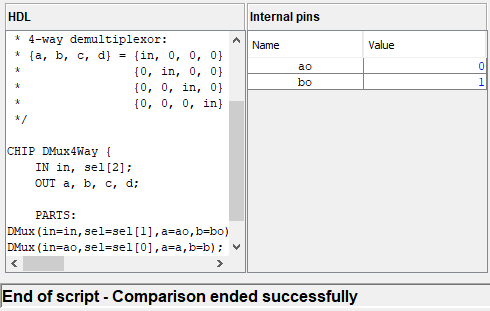 HDL
Internal pins
* 4-way demultiplexor:
* {a, b, c, d} = {in, 0, 0, 0}
* {0, in, 0, 0}
* {0, 0, in, 0}
* {0, 0, 0, in}
*/
CHIP DMux4Way {
IN in, sel[2];
OUT a, b, c, d;
PARTS:
DMux(in=in,sel=sel[1],a=ao,b=bo)
DMux(in=ao,sel=sel[0],a=a,b=b);
Name Value
ao 0
bo 1
End of script - Comparison ended successfully